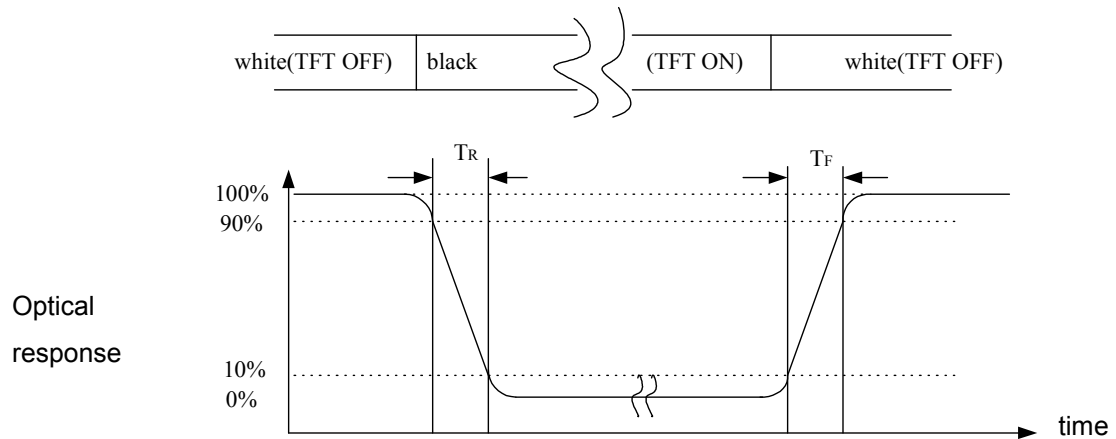 white(TFT OFF) black (TFT ON) white(TFT OFF)
TR TF
100%
90%
Optical
response
10%
0%
time